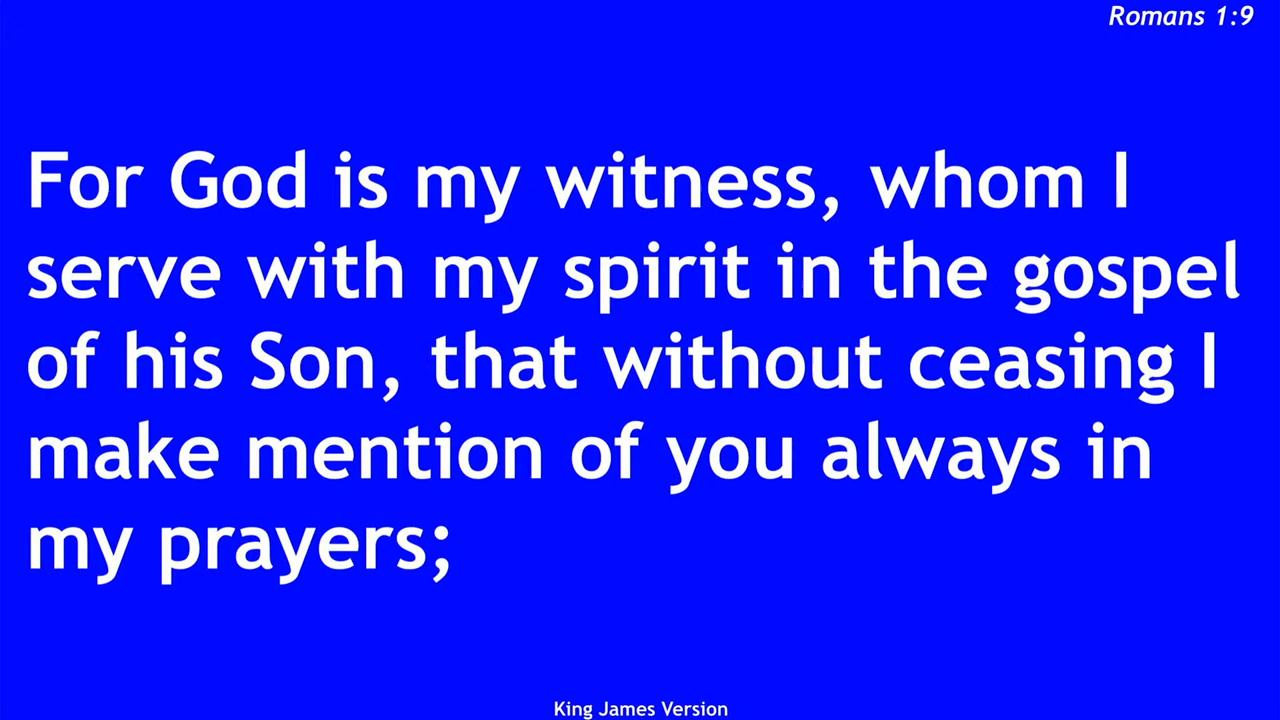 Romans 1:9
For God is my witness, whom I
serve with my spirit in the gospel
of his Son, that without ceasing I
make mention of you always in
my prayers;
King James Version